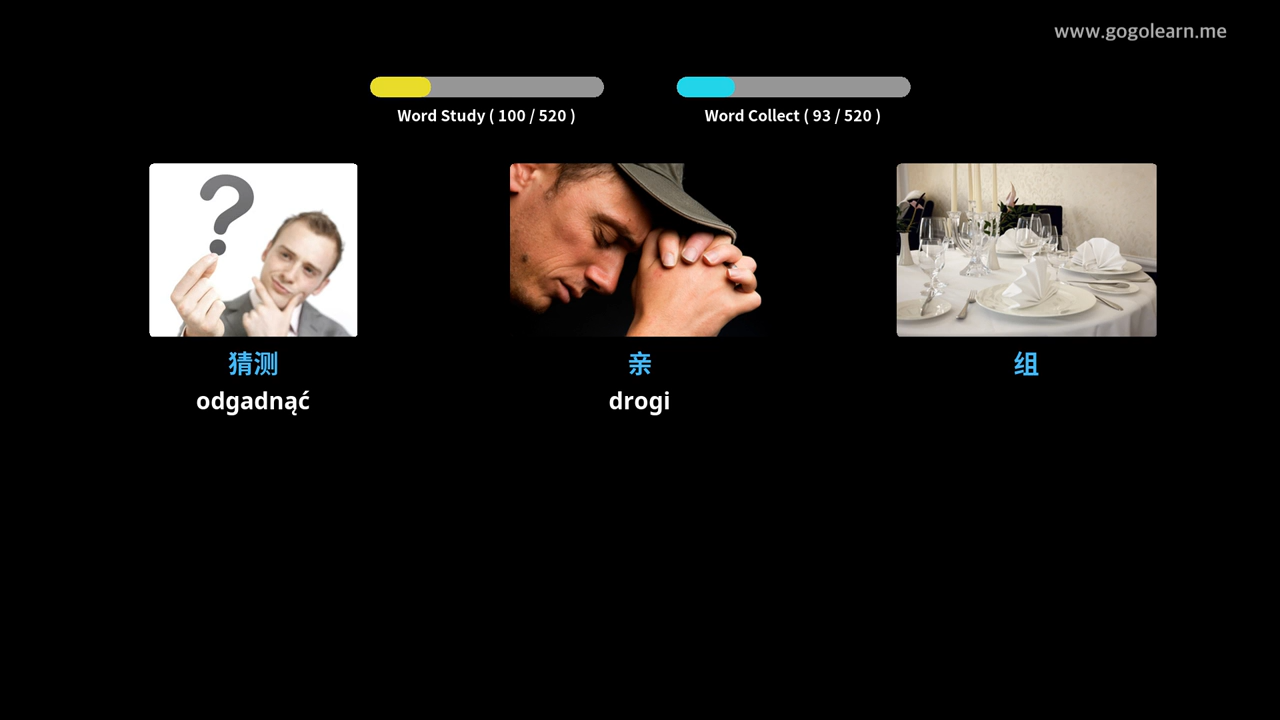 www.gogolearn.me
Word Study ( 100 / 520 )
Word Collect ( 93 / 520 )
?
猜测
亲
组
odgadnąć
drogi